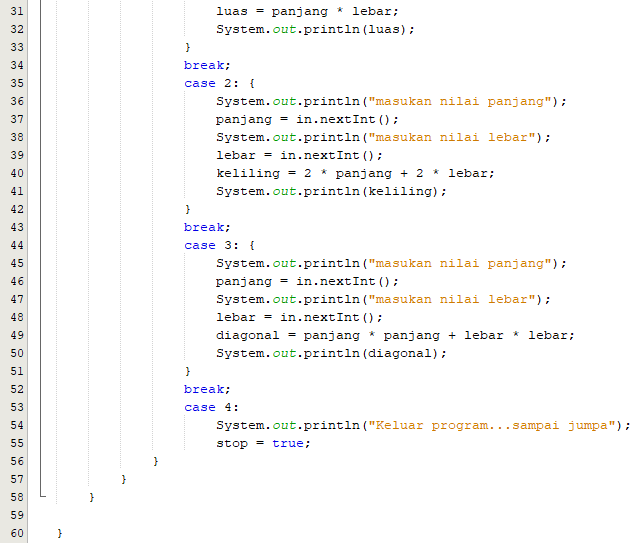 31 luas = panjang * lebar;
32 System.out.println(luas);
33 }
34 break;
35 case 2: {
36 System.out.println("masukan nilai panjang");
37 panjang = in.nextInt();
38 System.out.println("masukan nilai lebar");
39 lebar = in.nextInt();
40 keliling = 2 * panjang + 2 * lebar;
41 System.out.println(keliling);
42 }
43 break;
44 case 3: {
45 System.out.println("masukan nilai panjang");
46 panjang = in.nextInt();
47 System.out.println("masukan nilai lebar");
48 lebar = in.nextInt();
49 diagonal = panjang * panjang + lebar * lebar;
50 System.out.println(diagonal);
51 }
52 break;
53 case 4:
54 System.out.println("Keluar program...sampai jumpa");
55 stop = true;
56 }
57 }
58 }
59
60 }